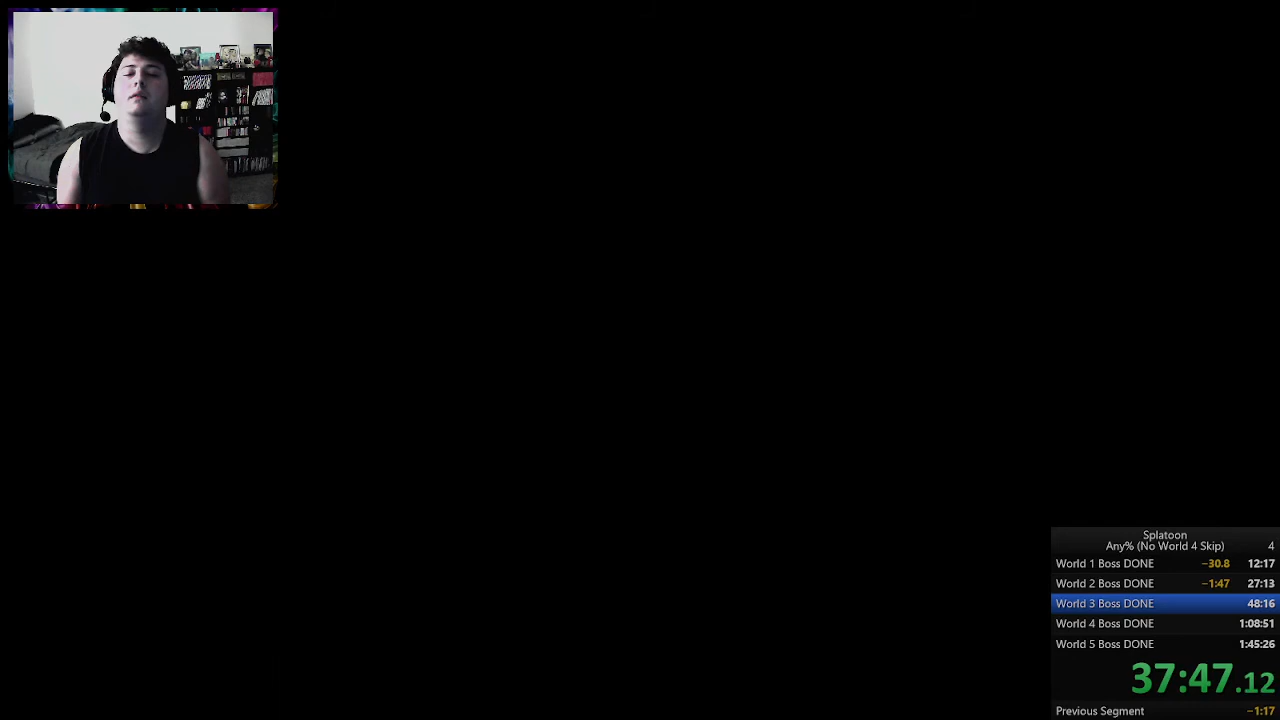 Splatoon
Any% (No World 4 Skip) 4
World 1 Boss DONE −30.8 12:17
World 2 Boss DONE −1:47 27:13
World 3 Boss DONE 48:16
World 4 Boss DONE 1:08:51
World 5 Boss DONE 1:45:26
37:47.12
Previous Segment −1:17